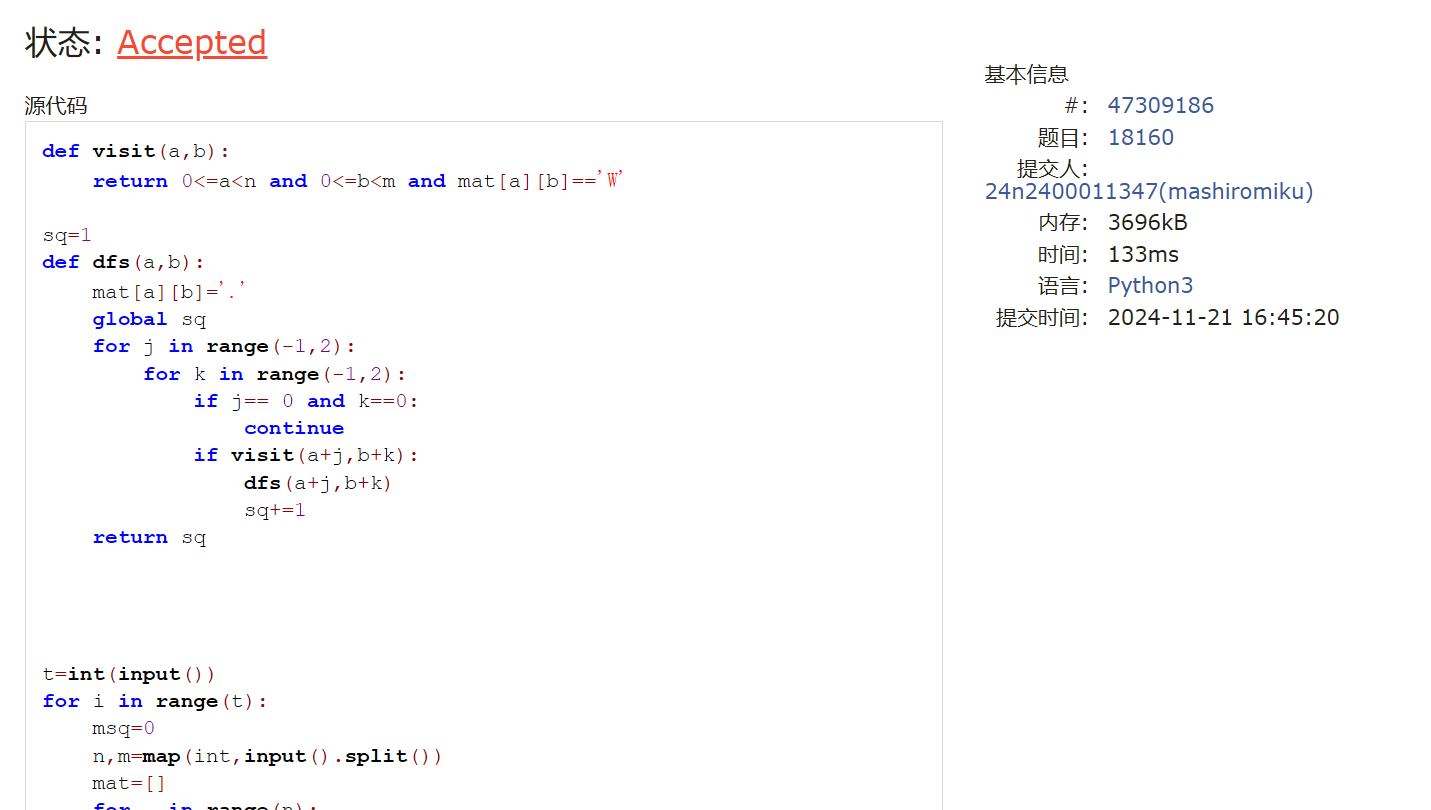 状态: Accepted
源代码
def visit(a,b):
    return 0<=a<n and 0<=b<m and mat[a][b]=='W'
sq=1
def dfs(a,b):
    mat[a][b]='.'
    global sq
    for j in range(-1,2):
        for k in range(-1,2):
            if j== 0 and k==0:
                continue
            if visit(a+j,b+k):
                dfs(a+j,b+k)
                sq+=1
    return sq
t=int(input())
for i in range(t):
    msq=0
    n,m=map(int,input().split())
    mat=[]
    for _ in range(n):
基本信息
#: 47309186
题目: 18160
提交人:
24n2400011347(mashiromiku)
内存: 3696kB
时间: 133ms
语言: Python3
提交时间: 2024-11-21 16:45:20